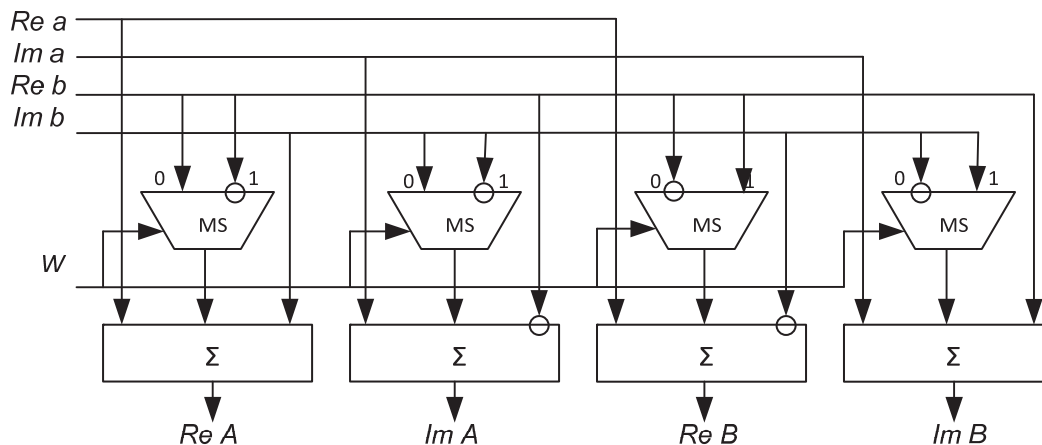 Re a
Im a
Re b
Im b
0 1 0 1 0 1 0 1
MS MS MS MS
W
Σ Σ Σ Σ
Re A Im A Re B Im B